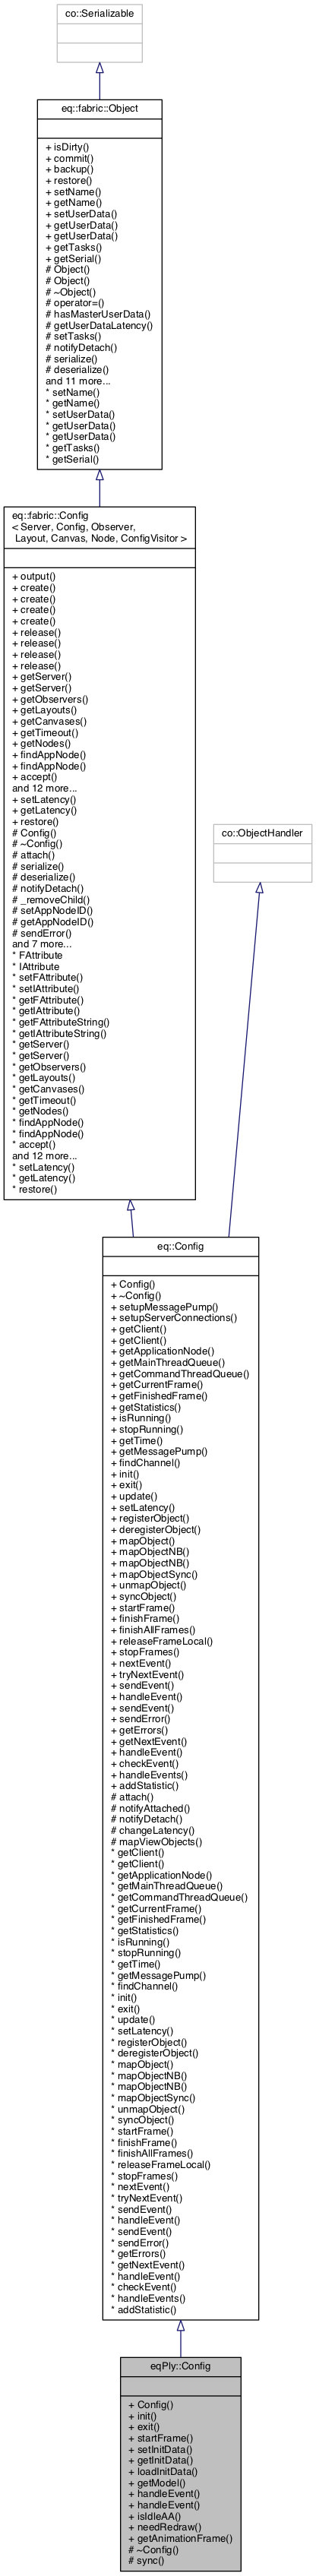 co::Serializable
eq::fabric::Object
+ isDirty()
+ commit()
+ backup()
+ restore()
+ setName()
+ getName()
+ setUserData()
+ getUserData()
+ getUserData()
+ getTasks()
+ getSerial()
# Object()
# Object()
# ~Object()
# operator=()
# hasMasterUserData()
# getUserDataLatency()
# setTasks()
# notifyDetach()
# serialize()
# deserialize()
and 11 more...
* setName()
* getName()
* setUserData()
* getUserData()
* getUserData()
* getTasks()
* getSerial()
eq::fabric::Config
< Server, Config, Observer,
Layout, Canvas, Node, ConfigVisitor >
+ output()
+ create()
+ create()
+ create()
+ create()
+ release()
+ release()
+ release()
+ release()
+ getServer()
+ getServer()
+ getObservers()
+ getLayouts()
+ getCanvases()
+ getTimeout()
+ getNodes()
+ findAppNode()
+ findAppNode()
+ accept()
and 12 more...
+ setLatency()
+ getLatency()
+ restore()
# Config()
# ~Config()
# attach()
# serialize()
# deserialize()
# notifyDetach()
# _removeChild()
# setAppNodeID()
# getAppNodeID()
# sendError()
and 7 more...
* FAttribute
* IAttribute
* setFAttribute()
* setIAttribute()
* getFAttribute()
* getIAttribute()
* getFAttributeString()
* getIAttributeString()
* getServer()
* getServer()
* getObservers()
* getLayouts()
* getCanvases()
* getTimeout()
* getNodes()
* findAppNode()
* findAppNode()
* accept()
and 12 more...
* setLatency()
* getLatency()
* restore()
co::ObjectHandler
eq::Config
+ Config()
+ ~Config()
+ setupMessagePump()
+ setupServerConnections()
+ getClient()
+ getClient()
+ getApplicationNode()
+ getMainThreadQueue()
+ getCommandThreadQueue()
+ getCurrentFrame()
+ getFinishedFrame()
+ getStatistics()
+ isRunning()
+ stopRunning()
+ getTime()
+ getMessagePump()
+ findChannel()
+ init()
+ exit()
+ update()
+ setLatency()
+ registerObject()
+ deregisterObject()
+ mapObject()
+ mapObjectNB()
+ mapObjectNB()
+ mapObjectSync()
+ unmapObject()
+ syncObject()
+ startFrame()
+ finishFrame()
+ finishAllFrames()
+ releaseFrameLocal()
+ stopFrames()
+ nextEvent()
+ tryNextEvent()
+ sendEvent()
+ handleEvent()
+ sendEvent()
+ sendError()
+ getErrors()
+ getNextEvent()
+ handleEvent()
+ checkEvent()
+ handleEvents()
+ addStatistic()
# attach()
# notifyAttached()
# notifyDetach()
# changeLatency()
# mapViewObjects()
* getClient()
* getClient()
* getApplicationNode()
* getMainThreadQueue()
* getCommandThreadQueue()
* getCurrentFrame()
* getFinishedFrame()
* getStatistics()
* isRunning()
* stopRunning()
* getTime()
* getMessagePump()
* findChannel()
* init()
* exit()
* update()
* setLatency()
* registerObject()
* deregisterObject()
* mapObject()
* mapObjectNB()
* mapObjectNB()
* mapObjectSync()
* unmapObject()
* syncObject()
* startFrame()
* finishFrame()
* finishAllFrames()
* releaseFrameLocal()
* stopFrames()
* nextEvent()
* tryNextEvent()
* sendEvent()
* handleEvent()
* sendEvent()
* sendError()
* getErrors()
* getNextEvent()
* handleEvent()
* checkEvent()
* handleEvents()
* addStatistic()
eqPly::Config
+ Config()
+ init()
+ exit()
+ startFrame()
+ setInitData()
+ getInitData()
+ loadInitData()
+ getModel()
+ handleEvent()
+ handleEvent()
+ isIdleAA()
+ needRedraw()
+ getAnimationFrame()
# ~Config()
# sync()